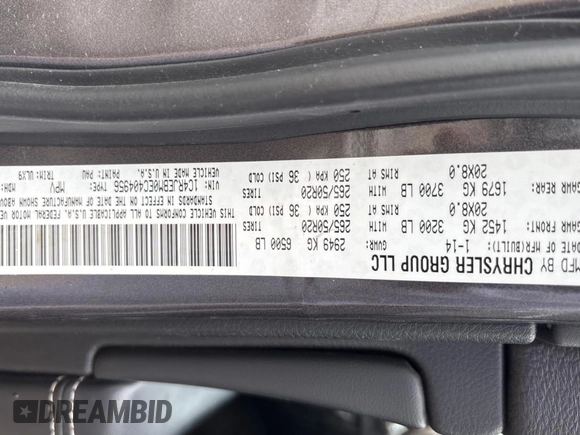 MFD BY CHRYSLER GROUP LLC
DATE OF MFR(BUILT): 1-14 GVWR: 2949 KG 6500 LB
GAWR FRONT: 1452 KG 3200 LB WITH TIRES 265/50R20
20X8.0 RIMS AT 250 KPA( 36 PSI) COLD
GAWR REAR: 1679 KG 3700 LB WITH TIRES 265/50R20
20X8.0 RIMS AT 250 KPA( 36 PSI) COLD
THIS VEHICLE CONFORMS TO ALL APPLICABLE U.S.A. FEDERAL MOTOR
STANDARDS IN EFFECT ON THE DATE OF MANUFACTURE SHOWN ABOV
VIN: 1C4RJEBM0EC404956 TYPE: MPV MDH:
VEHICLE MADE IN U.S.A. PAINT: PAU TRIM: ULX9
DREAMBID